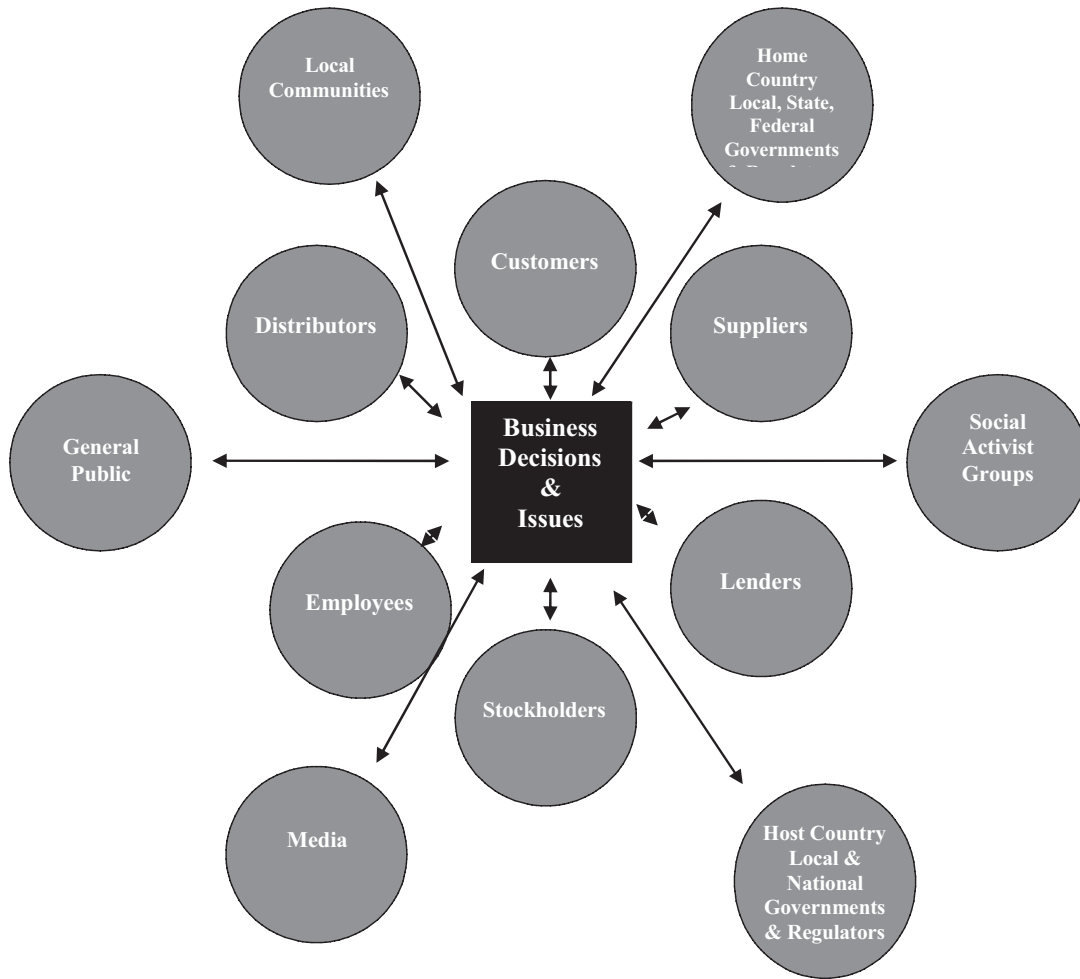 Local
Communities
Home
Country
Local, State,
Federal
Governments
Customers
Distributors
Suppliers
General
Public
Business
Decisions
&
Issues
Social
Activist
Groups
Employees
Lenders
Stockholders
Media
Host Country
Local &
National
Governments
& Regulators